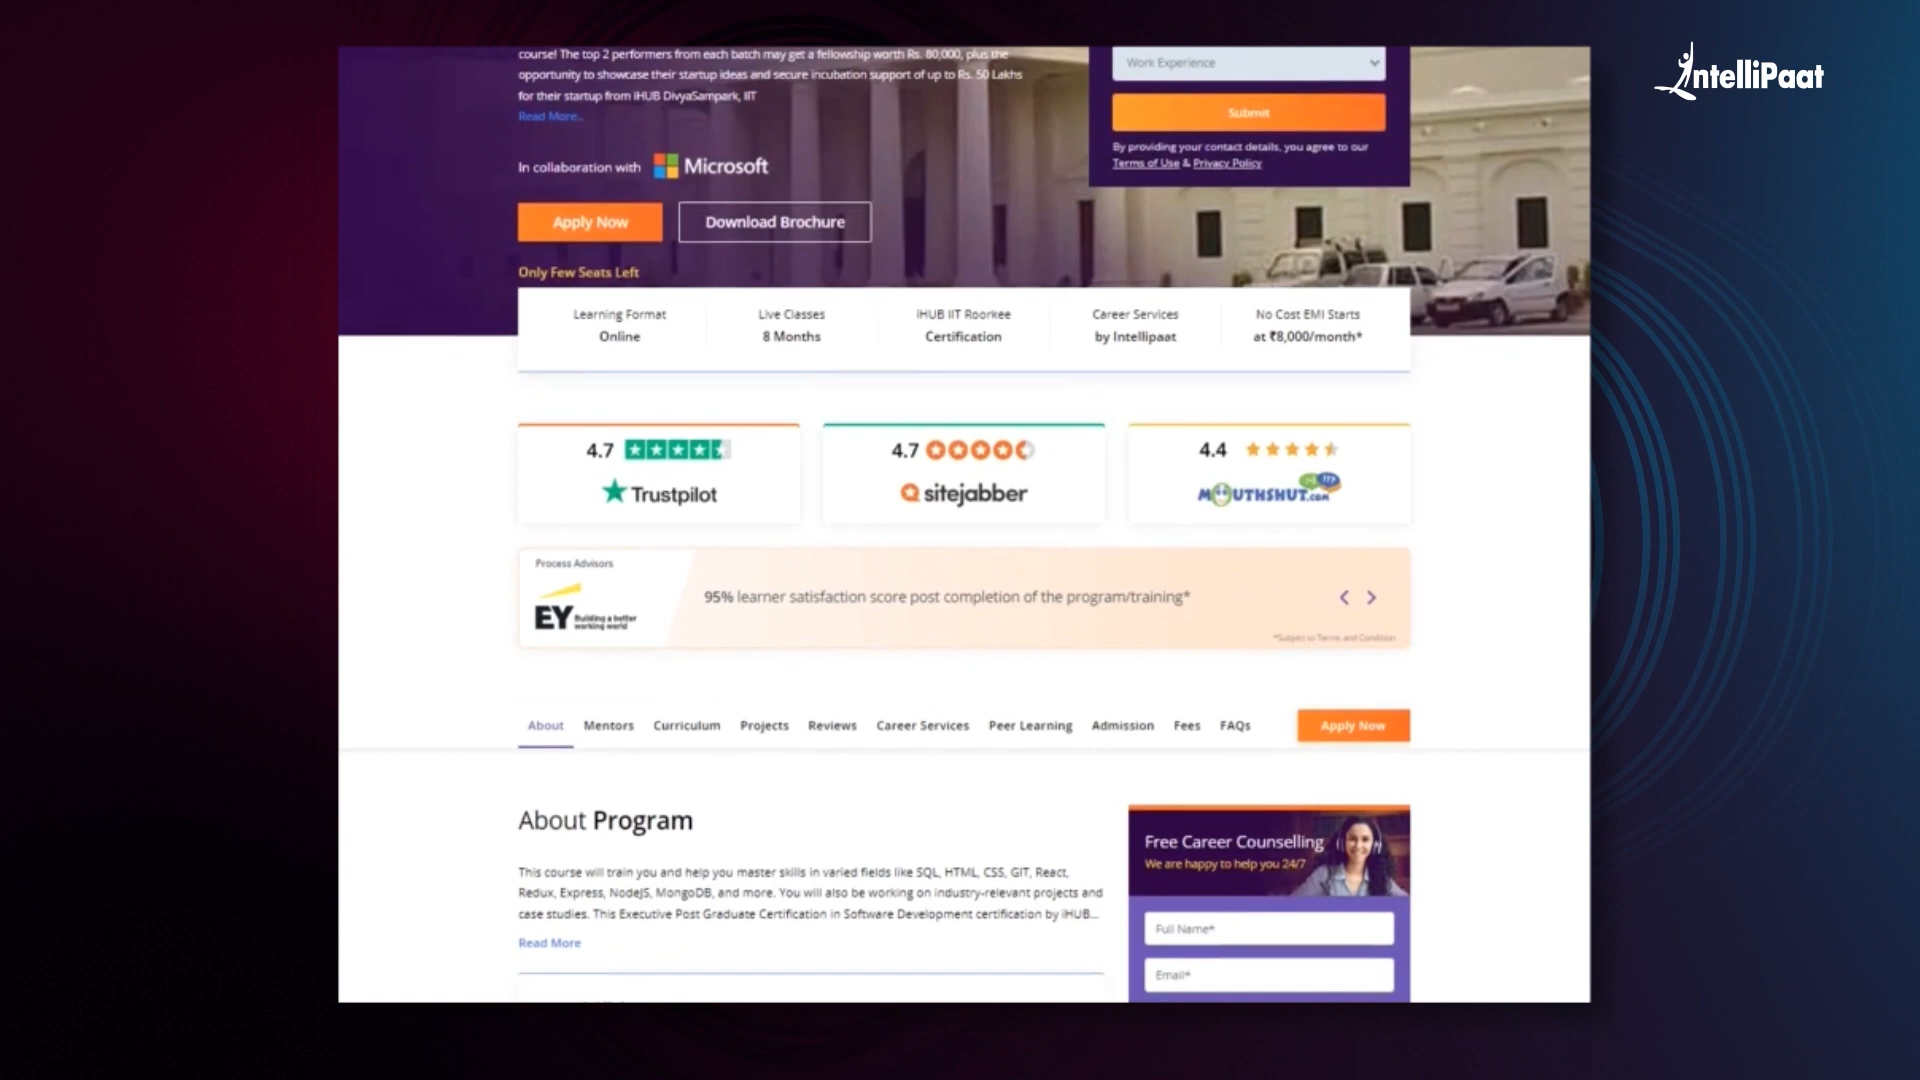 IntelliPaat
course! The top 2 performers from each batch may get a fellowship worth Rs. 80,000, plus the
opportunity to showcase their startup ideas and secure incubation support of up to Rs. 50 Lakhs
for their startup from iHUB DivyaSampark, IIT
Read More..
In collaboration with Microsoft
Apply Now
Download Brochure
Only Few Seats Left
Work Experience
Submit
By providing your contact details, you agree to our
Terms of Use & Privacy Policy
Learning Format
Online
Live Classes
8 Months
iHUB IIT Roorkee
Certification
Career Services
by Intellipaat
No Cost EMI Starts
at ₹8,000/month*
4.7
Trustpilot
4.7
sitejabber
4.4
MOUTHSHUT.COM
Process Advisors
EY Building a better
working world
95% learner satisfaction score post completion of the program/training*
*Subject to Terms and Condition
About Mentors Curriculum Projects Reviews Career Services Peer Learning Admission Fees FAQs Apply Now
About Program
This course will train you and help you master skills in varied fields like SQL, HTML, CSS, GIT, React,
Redux, Express, NodeJS, MongoDB, and more. You will also be working on industry-relevant projects and
case studies. This Executive Post Graduate Certification in Software Development certification by iHUB...
Read More
Free Career Counselling
We are happy to help you 24/7
Full Name*
Email*